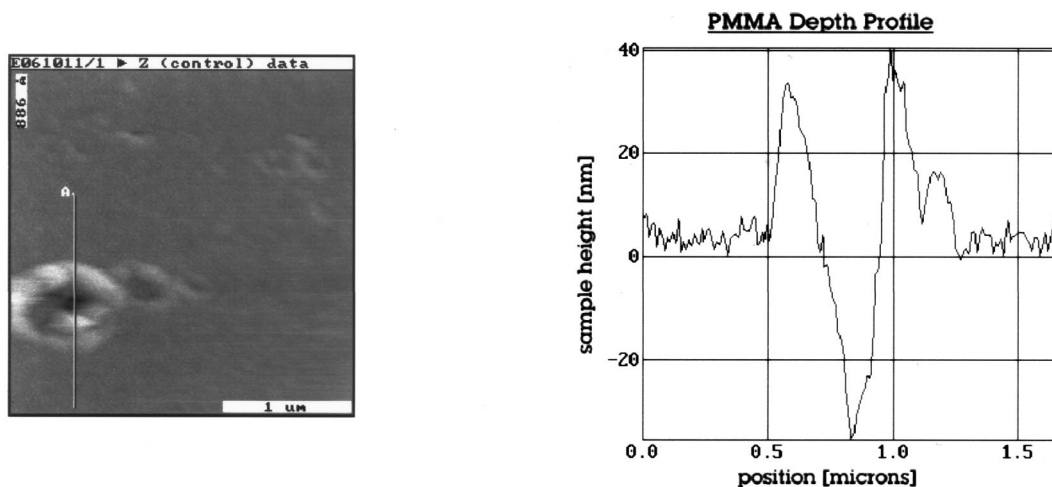 E061011/1 ► Z (control) data
886
A
1 um
PMMA Depth Profile
40
20
0
-20
sample height [nm]
0.0 0.5 1.0 1.5
position [microns]